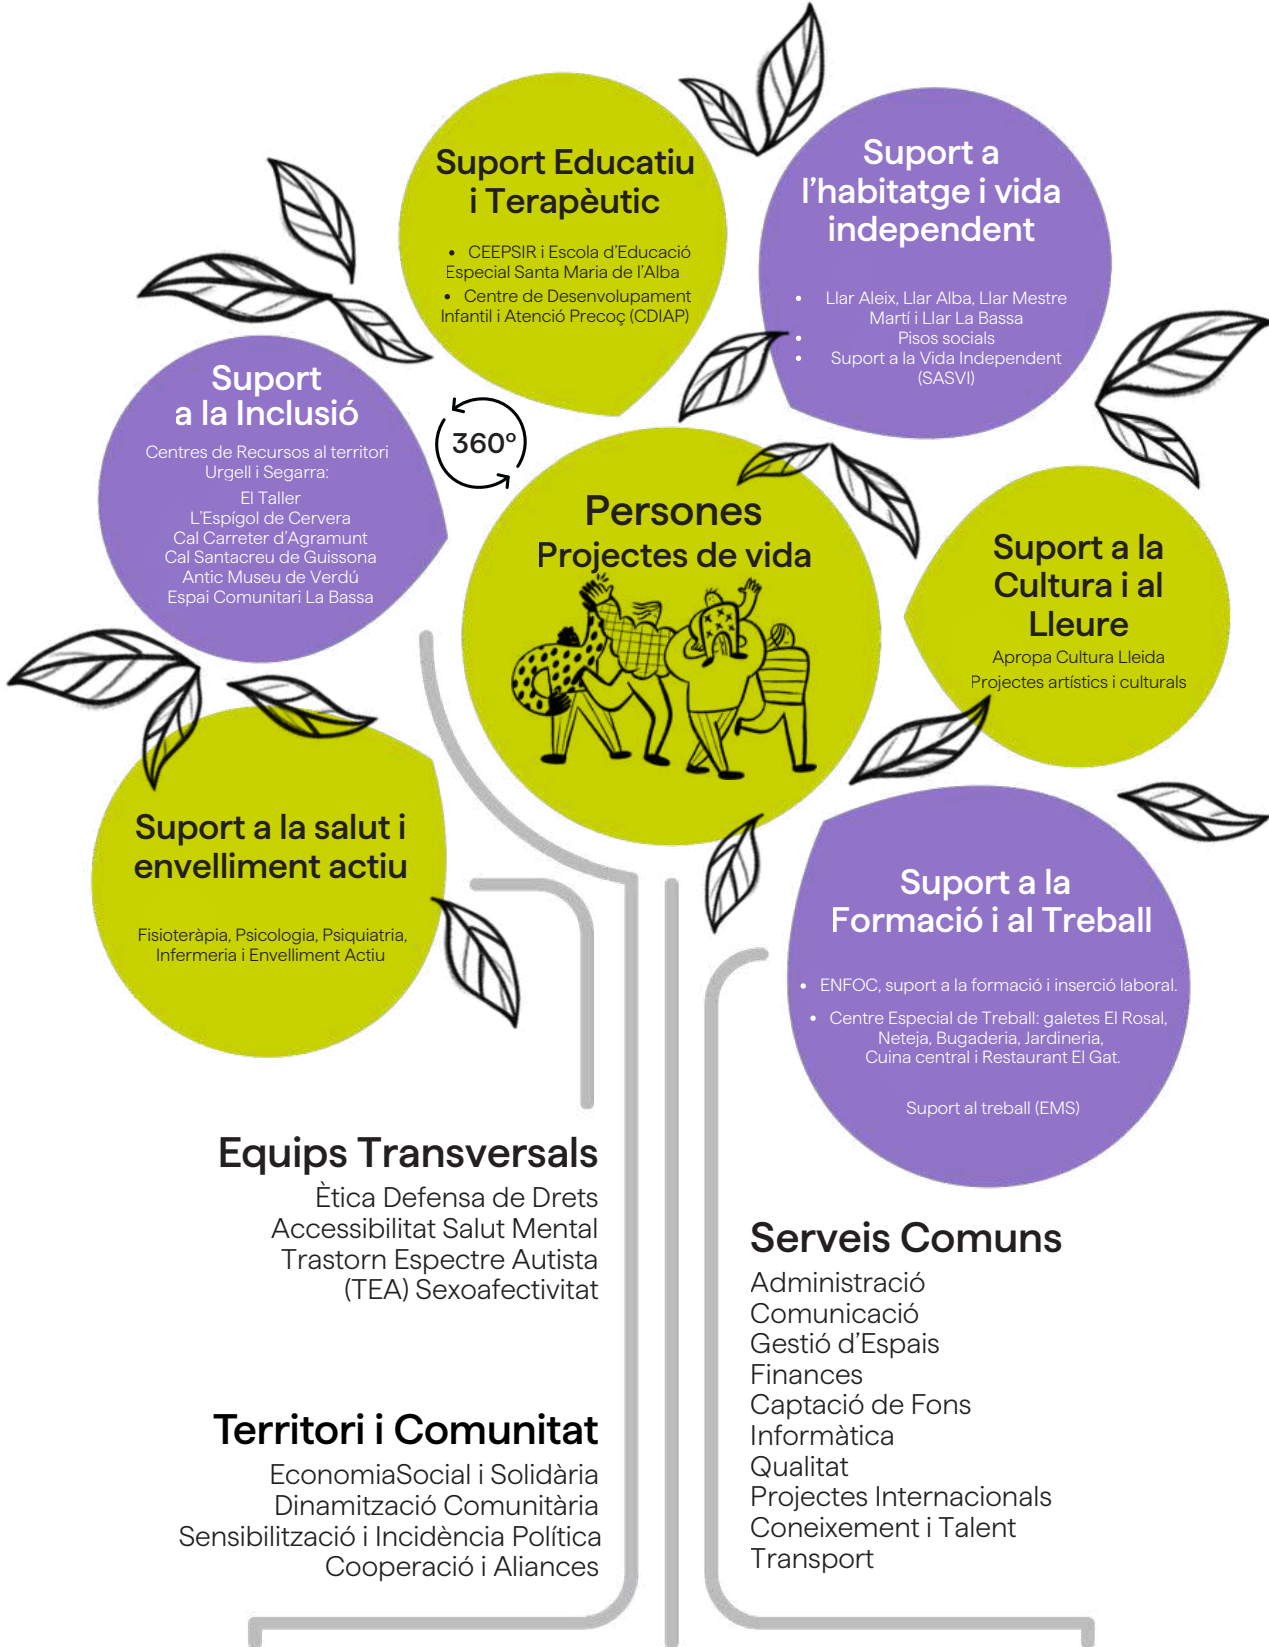 Suport Educatiu
i Terapèutic
• CEEPSIR i Escola d'Educació
Especial Santa Maria de l'Alba
• Centre de Desenvolupament
Infantil i Atenció Precoç (CDIAP)
Suport a
l'habitatge i vida
independent
• Llar Aleix, Llar Alba, Llar Mestre
Martí i Llar La Bassa
• Pisos socials
• Suport a la Vida Independent
(SASVI)
Suport
a la Inclusió
Centres de Recursos al territori
Urgell i Segarra:
El Taller
L'Espígol de Cervera
Cal Carreter d'Agramunt
Cal Santacreu de Guissona
Antic Museu de Verdú
Espai Comunitari La Bassa
360º
Persones
Projectes de vida
Suport a la
Cultura i al
Lleure
Apropa Cultura Lleida
Projectes artístics i culturals
Suport a la salut i
envelliment actiu
Fisioteràpia, Psicologia, Psiquiatria,
Infermeria i Envelliment Actiu
Suport a la
Formació i al Treball
• ENFOC, suport a la formació i inserció laboral.
• Centre Especial de Treball: galetes El Rosal,
Neteja, Bugaderia, Jardineria,
Cuina central i Restaurant El Gat.
Suport al treball (EMS)
Equips Transversals
Ètica Defensa de Drets
Accessibilitat Salut Mental
Trastorn Espectre Autista
(TEA) Sexoafectivitat
Territori i Comunitat
EconomiaSocial i Solidària
Dinamització Comunitària
Sensibilització i Incidència Política
Cooperació i Aliances
Serveis Comuns
Administració
Comunicació
Gestió d'Espais
Finances
Captació de Fons
Informàtica
Qualitat
Projectes Internacionals
Coneixement i Talent
Transport